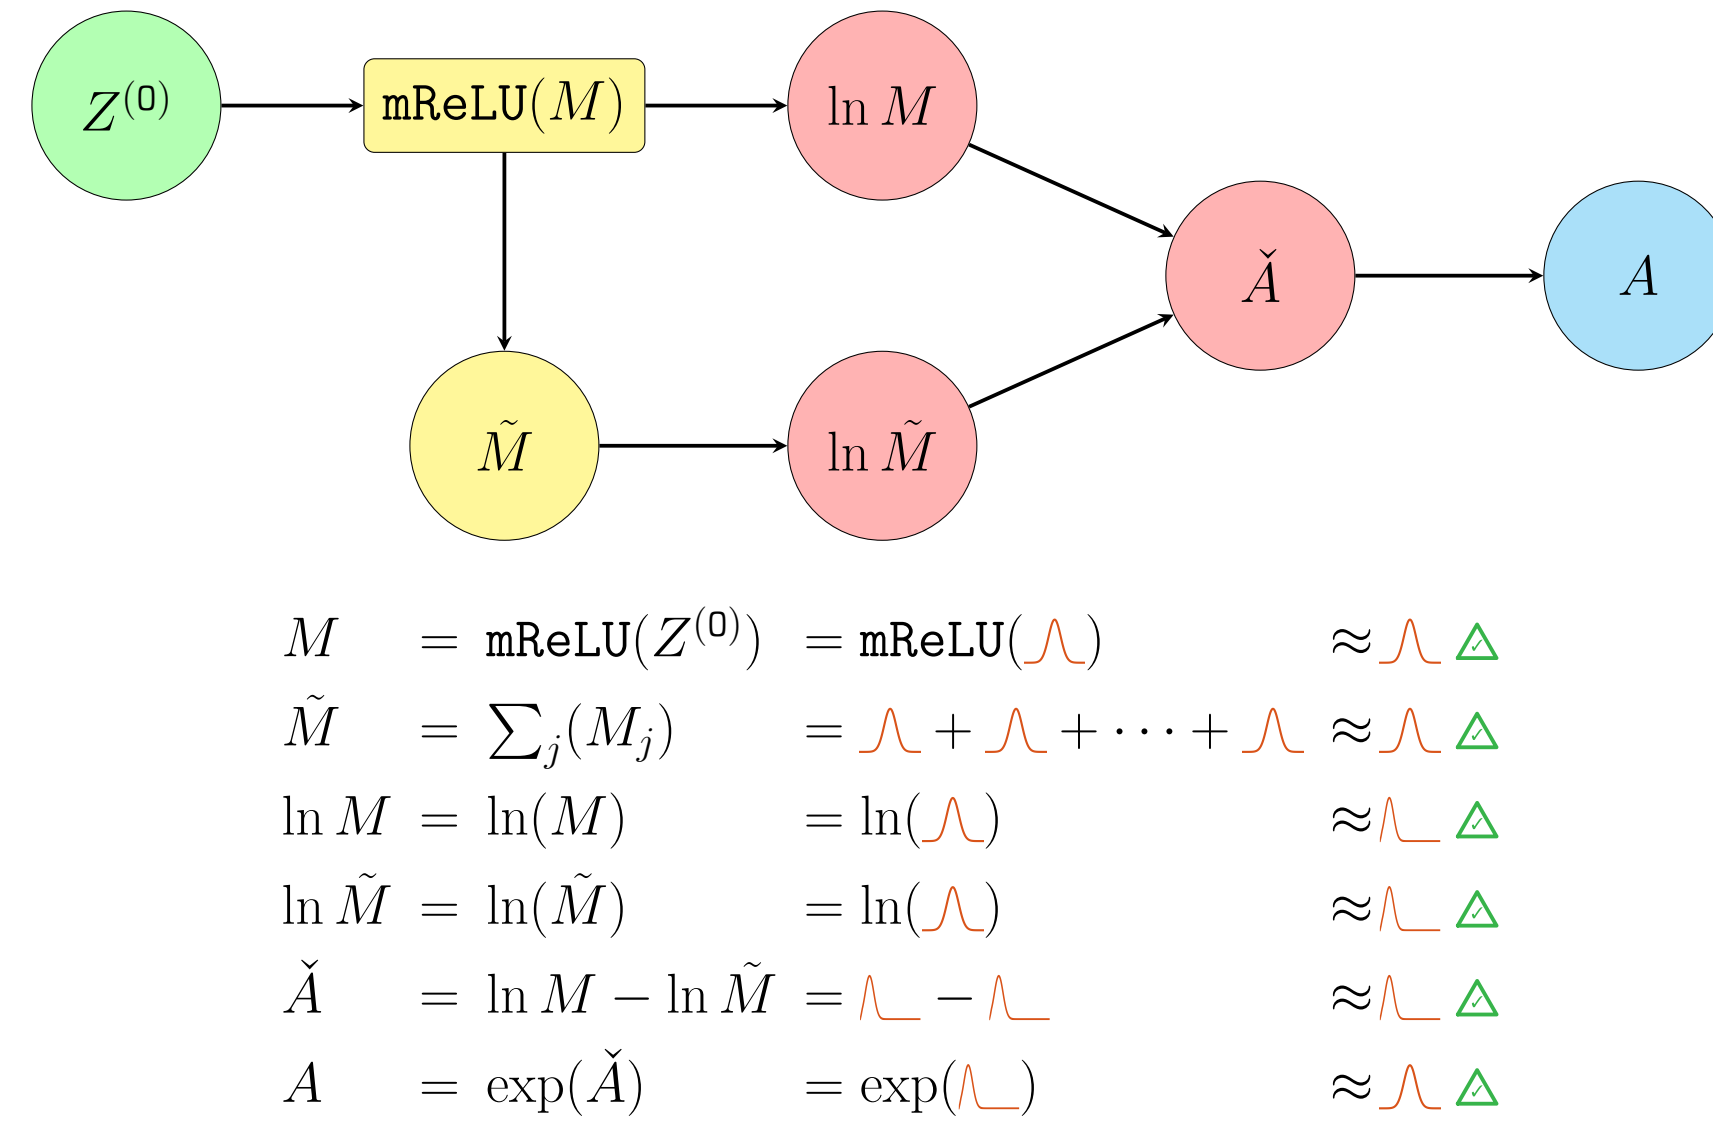 Z^(0)
mReLU(M)
ln M
Ǎ
A
M̃
ln M̃
M = mReLU(Z^(0)) = mReLU( ) ≈ ✓
M̃ = ∑_j(M_j) = + + ⋯ + ≈ ✓
ln M = ln(M) = ln( ) ≈ ✓
ln M̃ = ln(M̃) = ln( ) ≈ ✓
Ǎ = ln M − ln M̃ = − ≈ ✓
A = exp(Ǎ) = exp( ) ≈ ✓